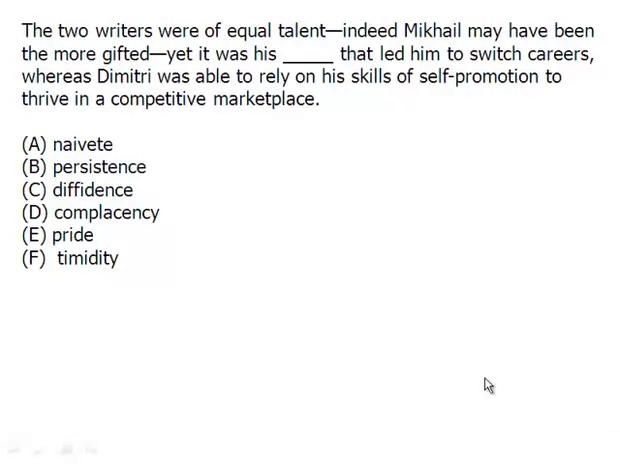 The two writers were of equal talent—indeed Mikhail may have been
the more gifted—yet it was his _____ that led him to switch careers,
whereas Dimitri was able to rely on his skills of self-promotion to
thrive in a competitive marketplace.
(A) naivete
(B) persistence
(C) diffidence
(D) complacency
(E) pride
(F) timidity